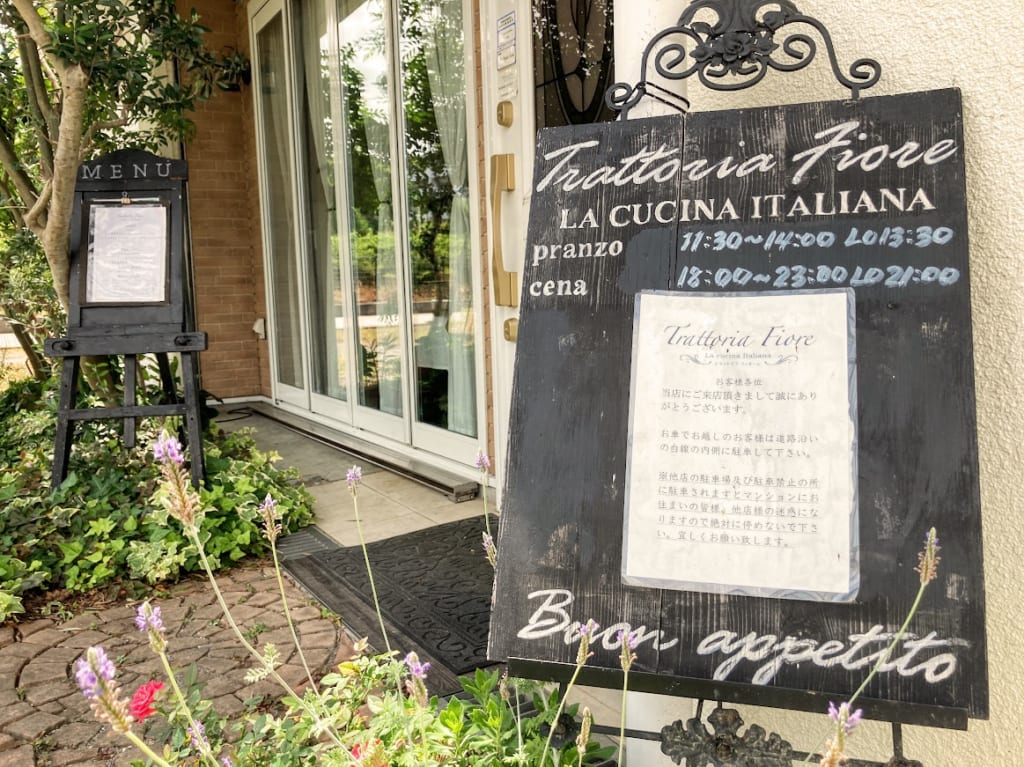 MENU
Trattoria Fiore
LA CUCINA ITALIANA
pranzo 11:30~14:00 LO13:30
cena 18:00~23:00 LO21:00
Trattoria Fiore
La cucina Italiana
お客様各位
当店にご来店頂きまして誠にあり
がとうございます。
お車でお越しのお客様は道路沿い
の白線の内側に駐車して下さい。
※他店の駐車場及び駐車禁止の所
に駐車されますとマンションにお
住まいの皆様、他店様の迷惑にな
りますので絶対に停めないで下さ
い。宜しくお願い致します。
Buon appetito